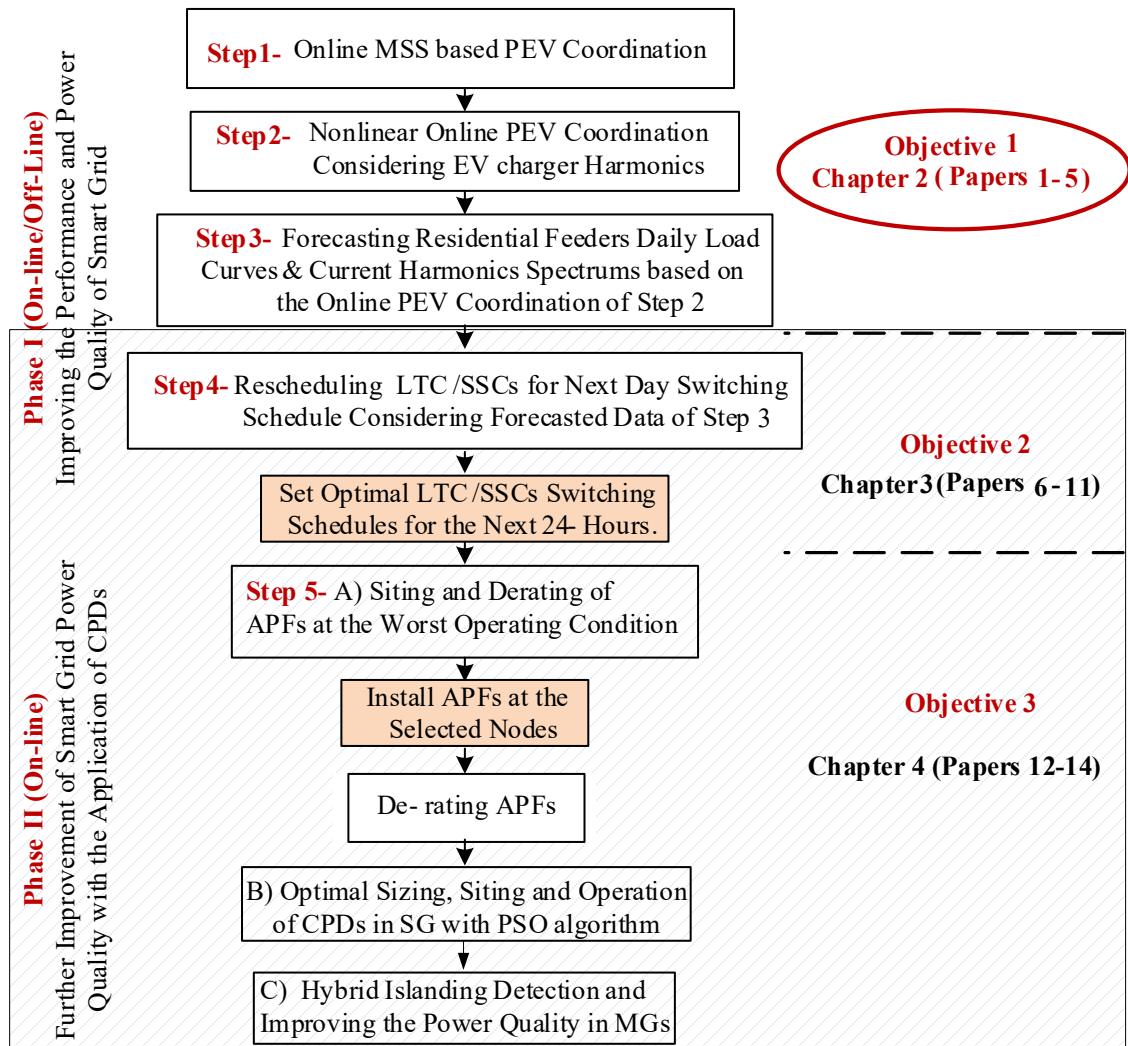 Step1- Online MSS based PEV Coordination
Step2- Nonlinear Online PEV Coordination
Considering EV charger Harmonics
Step3- Forecasting Residential Feeders Daily Load
Curves & Current Harmonics Spectrums based on
the Online PEV Coordination of Step 2
Step4- Rescheduling LTC/SSCs for Next Day Switching
Schedule Considering Forecasted Data of Step 3
Set Optimal LTC/SSCs Switching
Schedules for the Next 24- Hours.
Step 5- A) Siting and Derating of
APFs at the Worst Operating Condition
Install APFs at the
Selected Nodes
De- rating APFs
B) Optimal Sizing, Siting and Operation
of CPDs in SG with PSO algorithm
C) Hybrid Islanding Detection and
Improving the Power Quality in MGs
Phase I (On-line/Off-Line)
Improving the Performance and Power
Quality of Smart Grid
Phase II (On-line)
Further Improvement of Smart Grid Power
Quality with the Application of CPDs
Objective 1
Chapter 2 (Papers 1-5)
Objective 2
Chapter3 (Papers 6-11)
Objective 3
Chapter 4 (Papers 12-14)